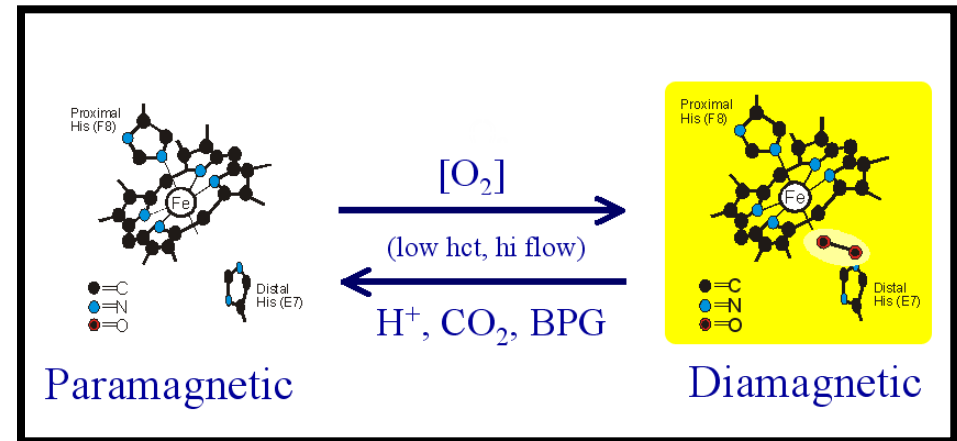 Proximal
His (F8)
Fe
=C
=N
=O
Distal
His (E7)
Paramagnetic
[O₂]
(low hct, hi flow)
H⁺, CO₂, BPG
Proximal
His (F8)
Fe
=C
=N
=O
Distal
His (E7)
Diamagnetic